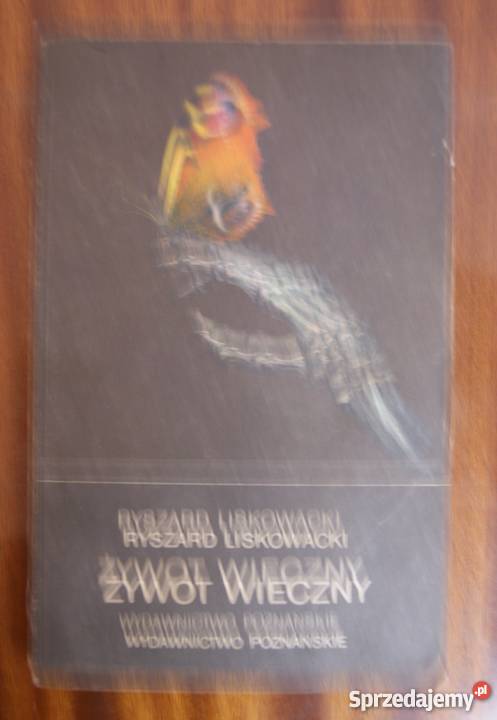 RYSZARD LISKOWACKI
ŻYWOT WIECZNY
WYDAWNICTWO POZNAŃSKIE
Sprzedajemy.pl